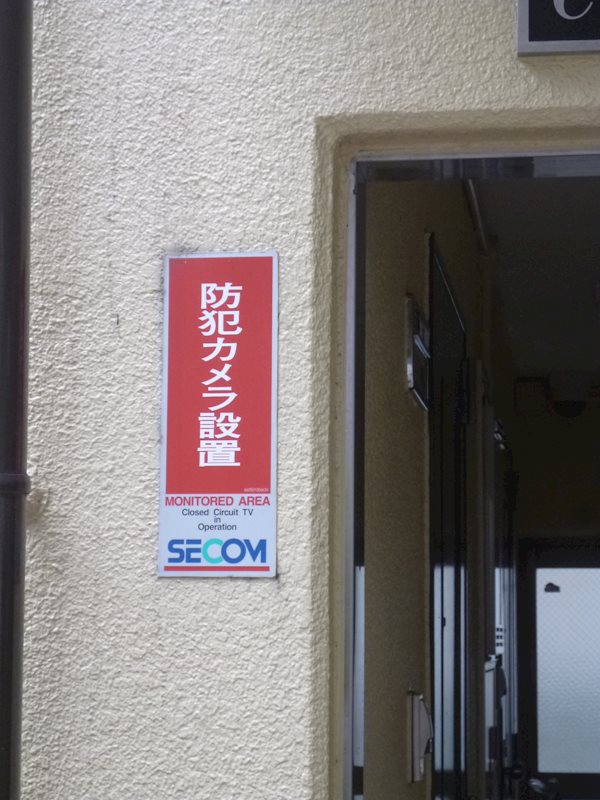 防犯カメラ設置
MONITORED AREA
Closed Circuit TV
in
Operation
SECOM